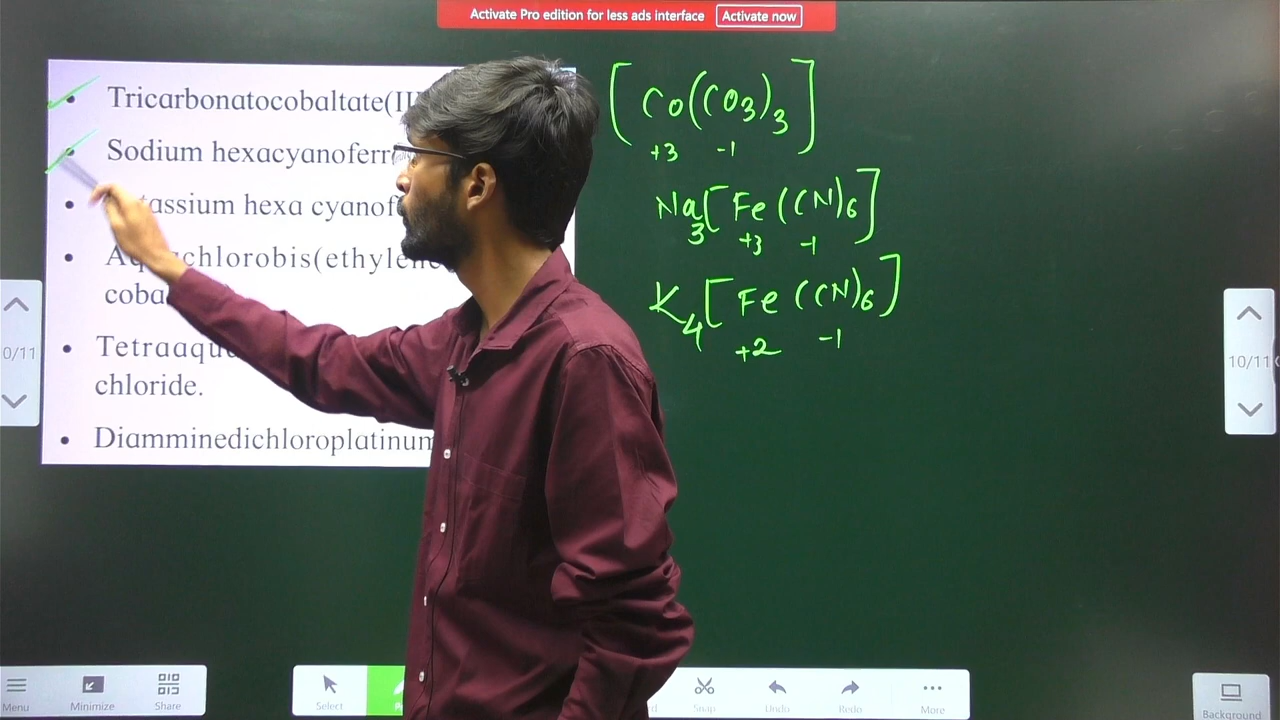 Activate Pro edition for less ads interface Activate now
• Tricarbonatocobaltate(II
• Sodium hexacyanoferr
• tassium hexa cyanof
• chlorobis(ethylene
coba
• Tetraaqu
chloride.
• Diamminedichloroplatinum
[Co(CO3)3]
+3 -1
Na3[Fe(CN)6]
+3 -1
K4[Fe(CN)6]
+2 -1
0/11
10/11
Menu Minimize Share Select Snap Undo Redo More Background